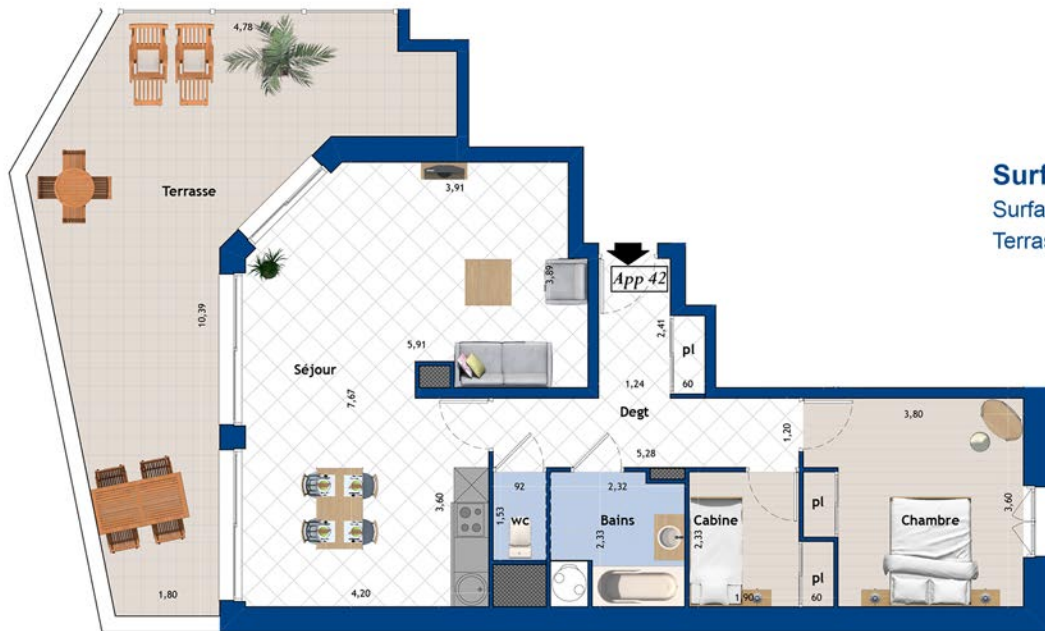 4,78
Terrasse
3,91
Surf
Surfa
Terras
App 42
3,89
10,39
2,41
pl
5,91
Séjour
7,67
1,24
60
Degt
3,80
1,20
5,28
3,60
92
2,32
pl
3,60
1,53
wc
Bains
Cabine
Chambre
2,33
2,33
pl
1,80
4,20
1,90
60